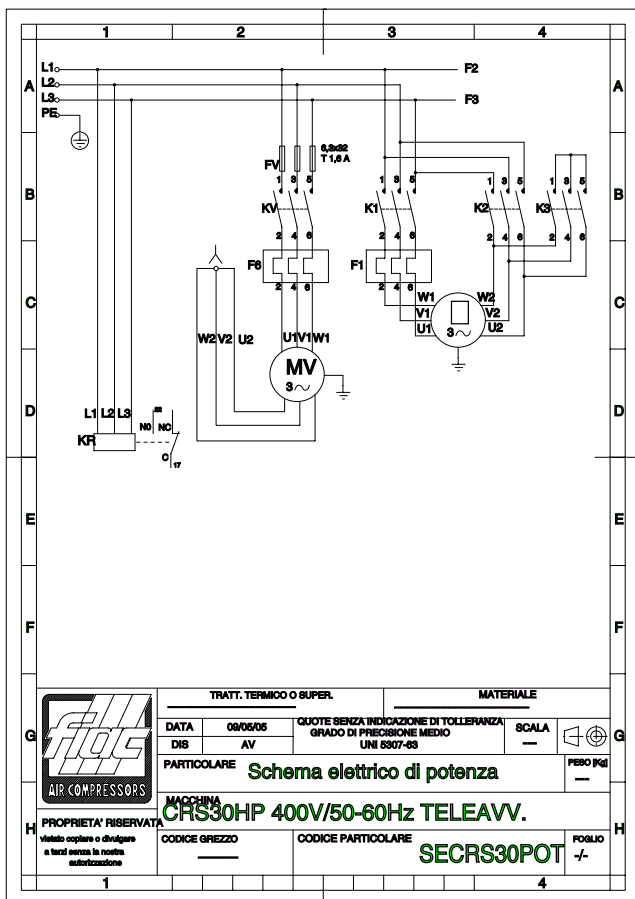 1 2 3 4
A A
L1 F2
L2
L3 F3
PE
6,3x32
T 1,6 A
FV
B B
1 3 5 1 3 5 1 3 5 1 3 5
KV K1 K2 K3
2 4 6 2 4 6 2 4 6 2 4 6
F6 F1
2 4 6 2 4 6
C C
W1 W2
V1 V2
U1 U2
3
W2 V2 U2 U1 V1 W1
MV
3
D D
L1 L2 L3
22
NO NC
KR
C
17
E E
F F
TRATT. TERMICO O SUPER. MATERIALE
G G
fiac
AIR COMPRESSORS
DATA 09/05/05
DIS AV
QUOTE SENZA INDICAZIONE DI TOLLERANZA
GRADO DI PRECISIONE MEDIO
UNI 5307-63
SCALA
---
PARTICOLARE Schema elettrico di potenza
PESO [Kg]
---
MACCHINA
CRS30HP 400V/50-60Hz TELEAVV.
H H
PROPRIETA' RISERVATA
vietato copiare o divulgare
a terzi senza la nostra
autorizzazione
CODICE GREZZO
CODICE PARTICOLARE
SECRS30POT
FOGLIO
-/-
1 4